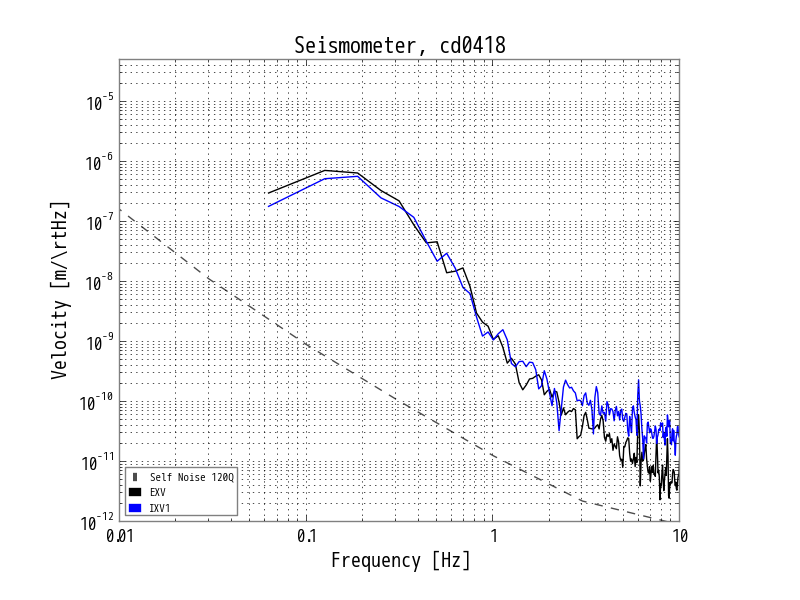 Seismometer, cd0418
Velocity [m/\rtHz]
10^-5
10^-6
10^-7
10^-8
10^-9
10^-10
10^-11
10^-12
Self Noise 120Q
EXV
IXV1
0.01
0.1
1
10
Frequency [Hz]